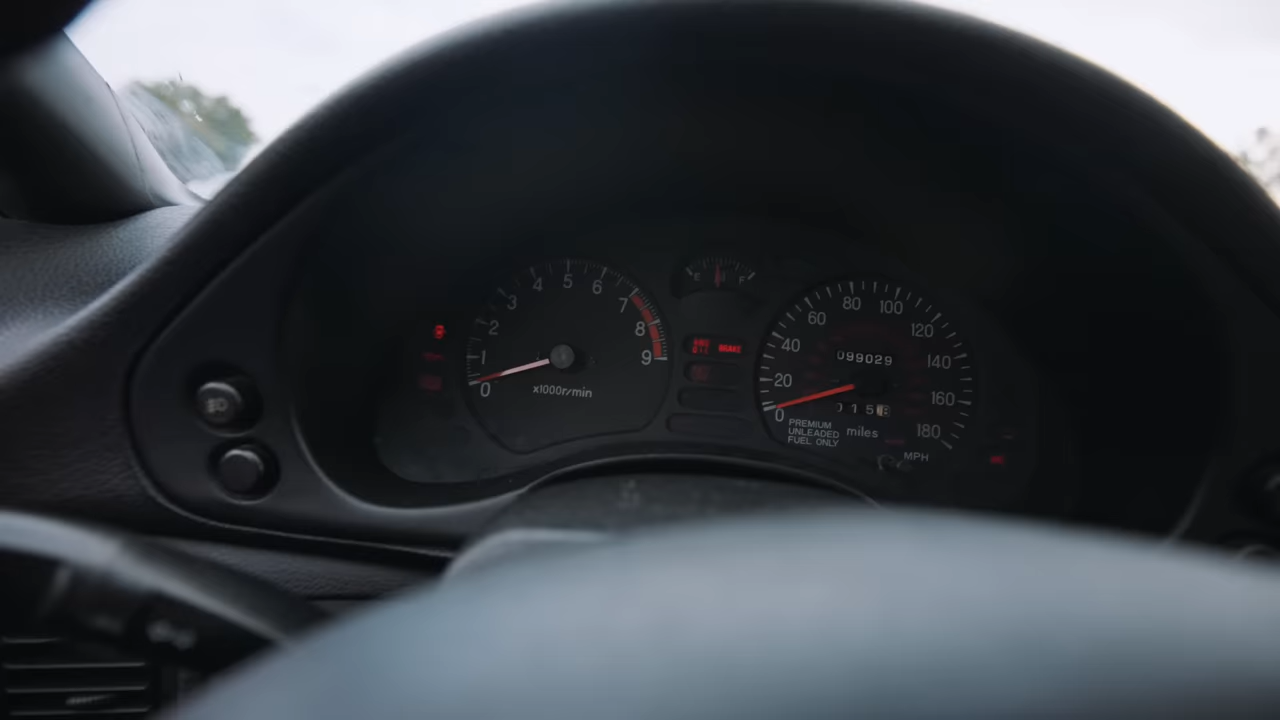 E F
0 1 2 3 4 5 6 7 8 9
x1000r/min
BRAKE
0 20 40 60 80 100 120 140 160 180
099029
PREMIUM
UNLEADED
FUEL ONLY
miles
MPH